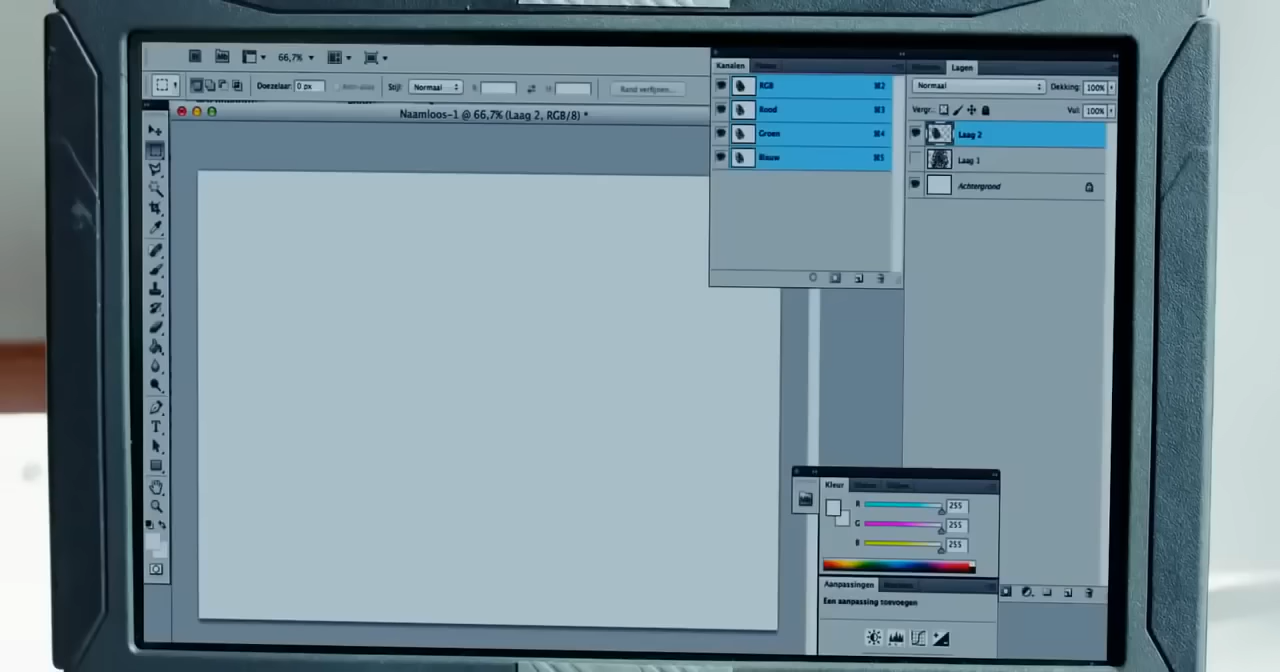 66,7%
Doezelaar: 0 px
Stijl: Normaal
Rand verfijnen...
Naamloos-1 @ 66,7% (Laag 2, RGB/8) *
Kanalen
RGB ⌘2
Rood ⌘3
Groen ⌘4
Blauw ⌘5
Lagen
Normaal
Dekking: 100%
Vergr.:
Vul: 100%
Laag 2
Laag 1
Achtergrond
Kleur
R 255
G 255
B 255
Aanpassingen
Een aanpassing toevoegen